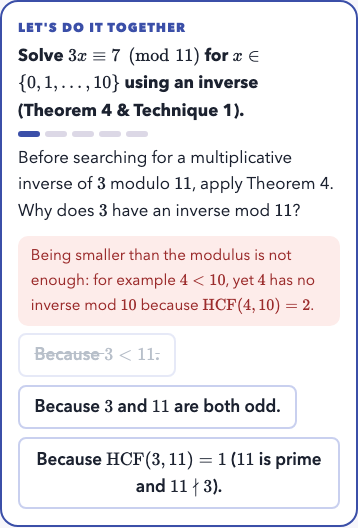 LET'S DO IT TOGETHER
Solve 3x ≡ 7 (mod 11) for x ∈
{0, 1, . . . , 10} using an inverse
(Theorem 4 & Technique 1).
Before searching for a multiplicative
inverse of 3 modulo 11, apply Theorem 4.
Why does 3 have an inverse mod 11?
Being smaller than the modulus is not
enough: for example 4 < 10, yet 4 has no
inverse mod 10 because HCF(4, 10) = 2.
Because 3 < 11.
Because 3 and 11 are both odd.
Because HCF(3, 11) = 1 (11 is prime
and 11 ∤ 3).